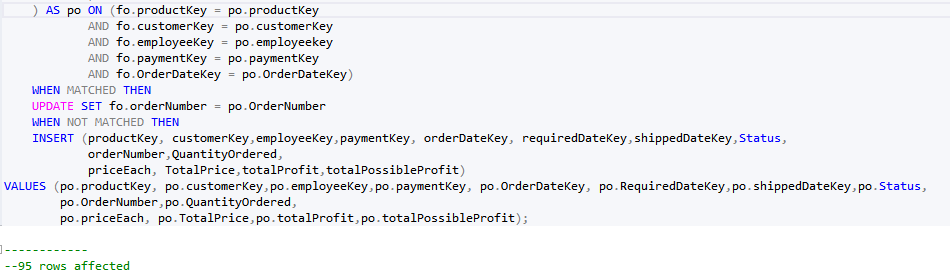 ) AS po ON (fo.productKey = po.productKey
AND fo.customerKey = po.customerKey
AND fo.employeeKey = po.employeekey
AND fo.paymentKey = po.paymentKey
AND fo.OrderDateKey = po.OrderDateKey)
WHEN MATCHED THEN
UPDATE SET fo.orderNumber = po.OrderNumber
WHEN NOT MATCHED THEN
INSERT (productKey, customerKey,employeeKey,paymentKey, orderDateKey, requiredDateKey,shippedDateKey,Status,
orderNumber,QuantityOrdered,
priceEach, TotalPrice,totalProfit,totalPossibleProfit)
VALUES (po.productKey, po.customerKey,po.employeeKey,po.paymentKey, po.OrderDateKey, po.RequiredDateKey,po.shippedDateKey,po.Status,
po.OrderNumber,po.QuantityOrdered,
po.priceEach, po.TotalPrice,po.totalProfit,po.totalPossibleProfit);
------------
--95 rows affected